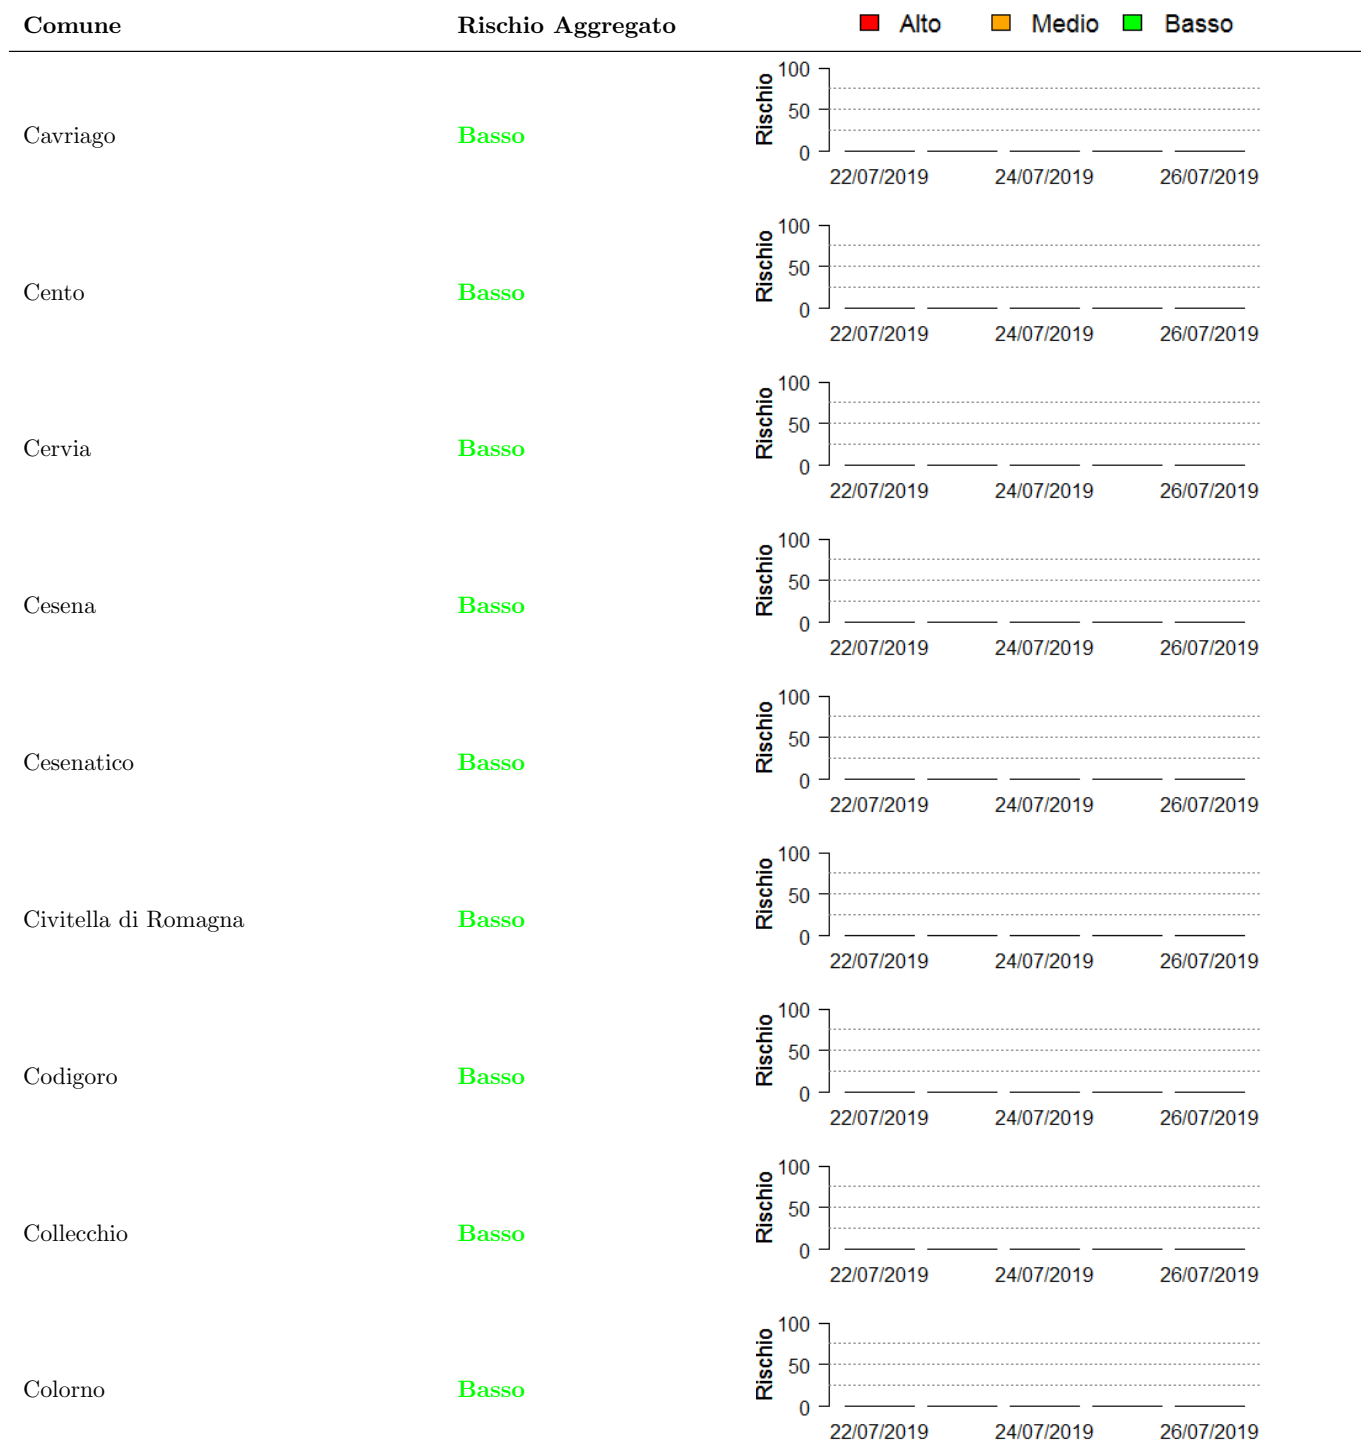 Comune Rischio Aggregato Alto Medio Basso
100
Rischio
50
Cavriago Basso
0
22/07/2019 24/07/2019 26/07/2019
100
Rischio
50
Cento Basso
0
22/07/2019 24/07/2019 26/07/2019
100
Rischio
50
Cervia Basso
0
22/07/2019 24/07/2019 26/07/2019
100
Rischio
50
Cesena Basso
0
22/07/2019 24/07/2019 26/07/2019
100
Rischio
50
Cesenatico Basso
0
22/07/2019 24/07/2019 26/07/2019
100
Rischio
50
Civitella di Romagna Basso
0
22/07/2019 24/07/2019 26/07/2019
100
Rischio
50
Codigoro Basso
0
22/07/2019 24/07/2019 26/07/2019
100
Rischio
50
Collecchio Basso
0
22/07/2019 24/07/2019 26/07/2019
100
Rischio
50
Colorno Basso
0
22/07/2019 24/07/2019 26/07/2019